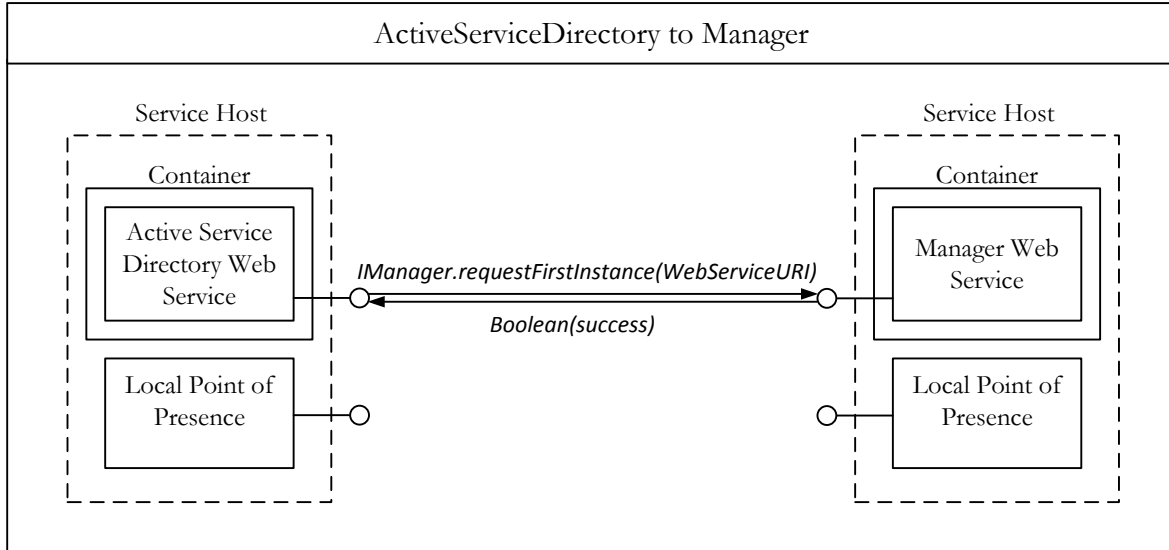 ActiveServiceDirectory to Manager
Service Host
Container
Active Service
Directory Web
Service
IManager.requestFirstInstance(WebServiceURI)
Boolean(success)
Local Point of
Presence
Service Host
Container
Manager Web
Service
Local Point of
Presence